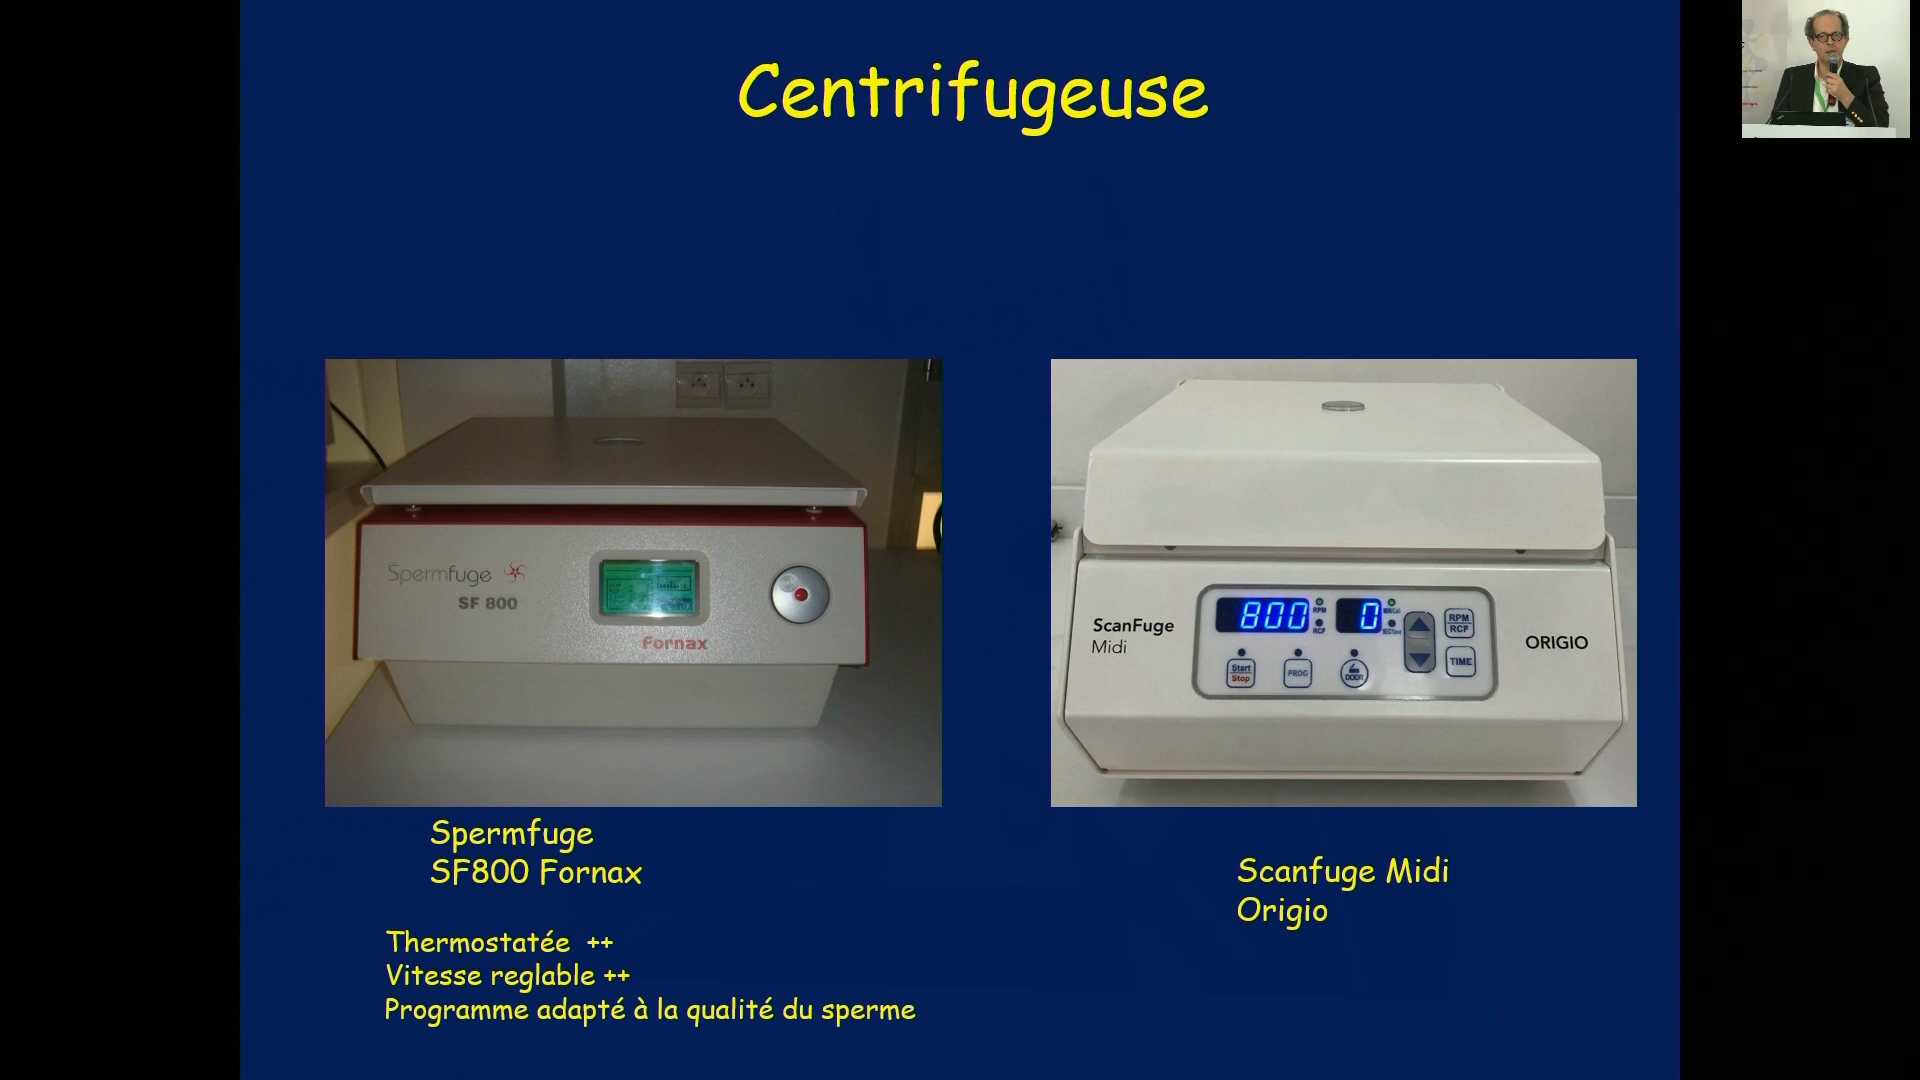 Centrifugeuse
Spermfuge
SF 800
Fornax
ScanFuge
Midi
800
0
RPM
RCF
RPM
RCF
TIME
Start
Stop
PROG
DOOR
ORIGIO
Spermfuge
SF800 Fornax
Scanfuge Midi
Origio
Thermostatée ++
Vitesse reglable ++
Programme adapté à la qualité du sperme